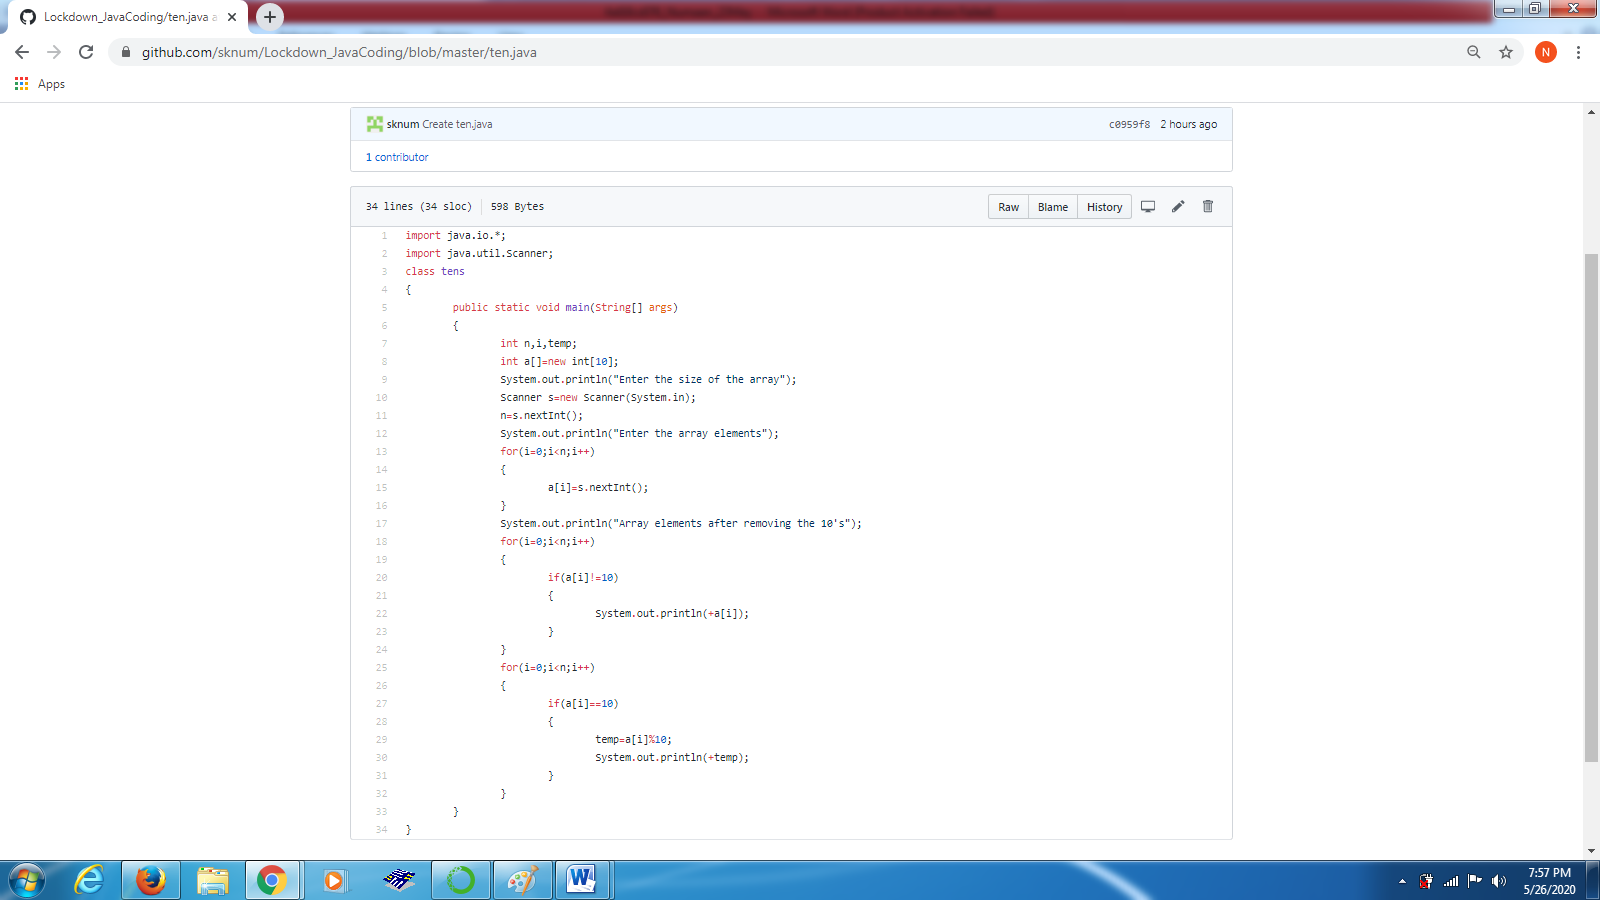 Lockdown_JavaCoding/ten.java a
github.com/sknum/Lockdown_JavaCoding/blob/master/ten.java
N
Apps
sknum Create ten.java
c0959f8 2 hours ago
1 contributor
34 lines (34 sloc) 598 Bytes
Raw Blame History
1 import java.io.*;
2 import java.util.Scanner;
3 class tens
4 {
5 public static void main(String[] args)
6 {
7 int n,i,temp;
8 int a[]=new int[10];
9 System.out.println("Enter the size of the array");
10 Scanner s=new Scanner(System.in);
11 n=s.nextInt();
12 System.out.println("Enter the array elements");
13 for(i=0;i<n;i++)
14 {
15 a[i]=s.nextInt();
16 }
17 System.out.println("Array elements after removing the 10's");
18 for(i=0;i<n;i++)
19 {
20 if(a[i]!=10)
21 {
22 System.out.println(+a[i]);
23 }
24 }
25 for(i=0;i<n;i++)
26 {
27 if(a[i]==10)
28 {
29 temp=a[i]%10;
30 System.out.println(+temp);
31 }
32 }
33 }
34 }
W
7:57 PM
5/26/2020